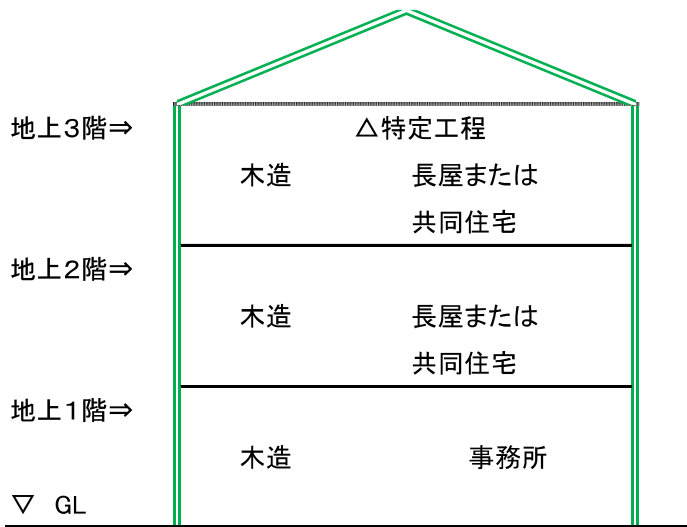 地上３階⇒ △特定工程
木造 長屋または
共同住宅
地上２階⇒
木造 長屋または
共同住宅
地上１階⇒
木造 事務所
▽ GL